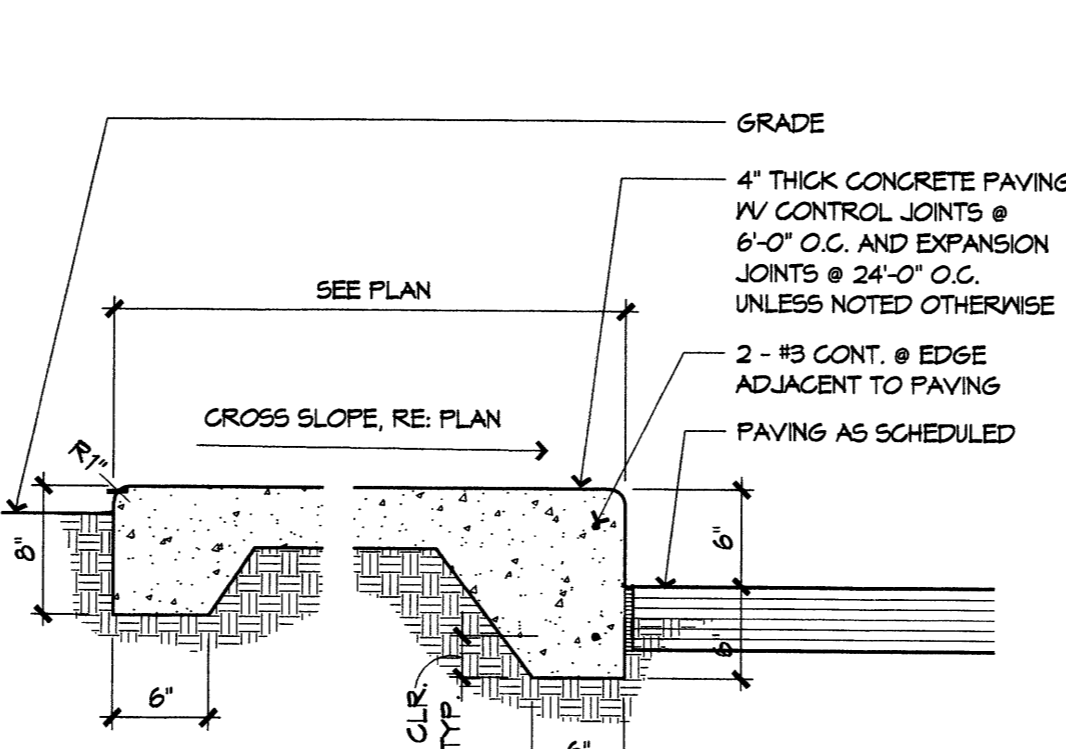 GRADE
4" THICK CONCRETE PAVING
W/ CONTROL JOINTS @
6'-0" O.C. AND EXPANSION
JOINTS @ 24'-0" O.C.
UNLESS NOTED OTHERWISE
SEE PLAN
2 - #3 CONT. @ EDGE
ADJACENT TO PAVING
CROSS SLOPE, RE: PLAN
PAVING AS SCHEDULED
R1"
8"
6"
6"
6"
CLR.
TYP.
6"